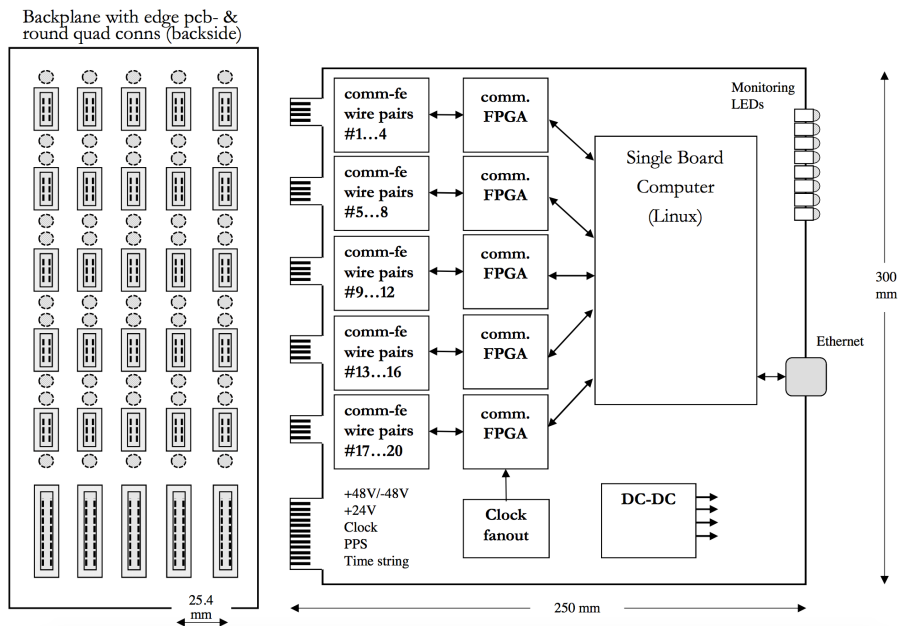 Backplane with edge pcb- &
round quad conns (backside)
comm-fe
wire pairs
#1...4
comm.
FPGA
Monitoring
LEDs
Single Board
Computer
(Linux)
comm-fe
wire pairs
#5...8
comm.
FPGA
comm-fe
wire pairs
#9...12
comm.
FPGA
300
mm
comm-fe
wire pairs
#13...16
comm.
FPGA
Ethernet
comm-fe
wire pairs
#17...20
comm.
FPGA
+48V/-48V
+24V
Clock
PPS
Time string
Clock
fanout
DC-DC
25.4
mm
250 mm